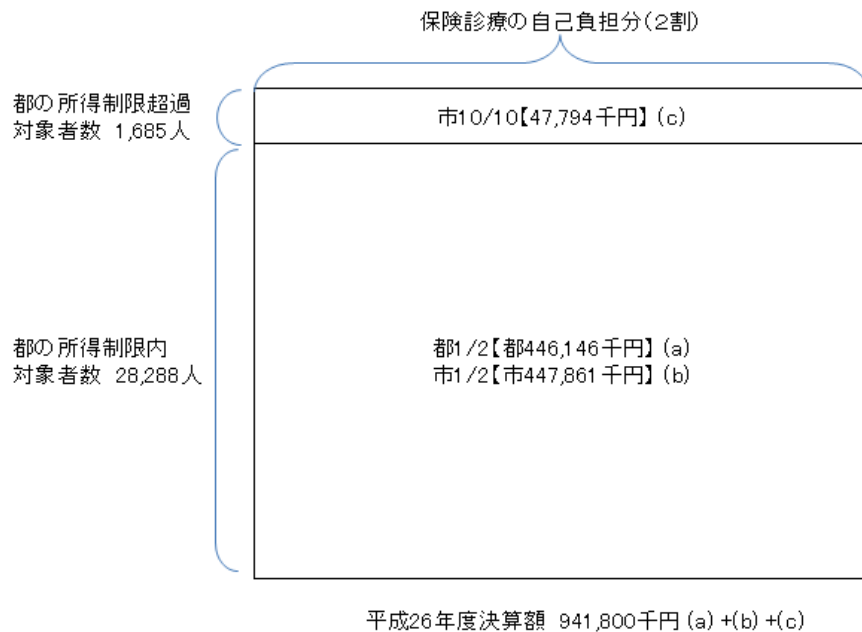 保険診療の自己負担分(2割)
都の所得制限超過
対象者数 1,685人
市10/10【47,794千円】(c)
都の所得制限内
対象者数 28,288人
都1/2【都446,146千円】(a)
市1/2【市447,861千円】(b)
平成26年度決算額 941,800千円(a)+(b)+(c)